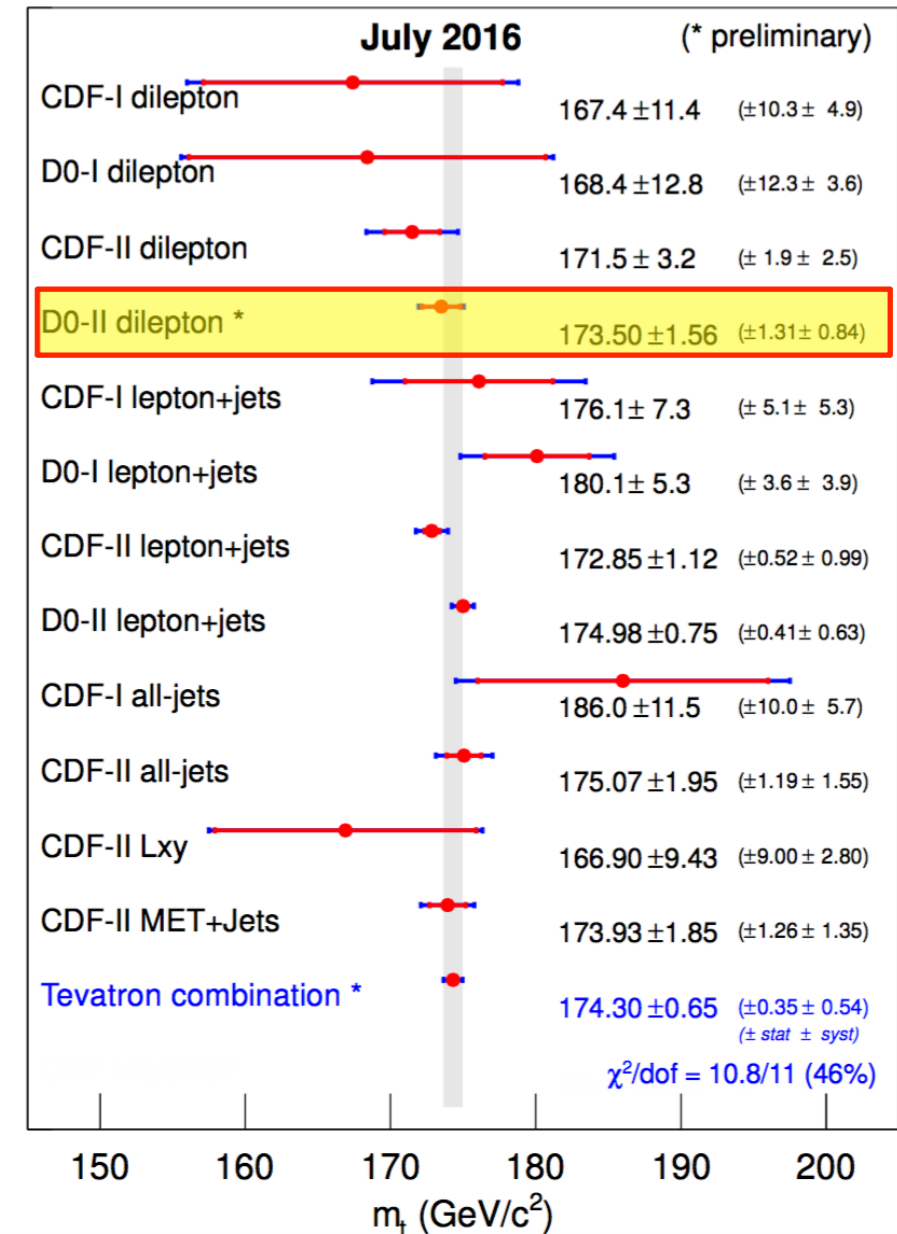 July 2016 (* preliminary)
CDF-I dilepton 167.4 ±11.4 (±10.3 ± 4.9)
D0-I dilepton 168.4 ±12.8 (±12.3 ± 3.6)
CDF-II dilepton 171.5 ± 3.2 (± 1.9 ± 2.5)
D0-II dilepton * 173.50 ±1.56 (±1.31 ± 0.84)
CDF-I lepton+jets 176.1 ± 7.3 (± 5.1 ± 5.3)
D0-I lepton+jets 180.1 ± 5.3 (± 3.6 ± 3.9)
CDF-II lepton+jets 172.85 ±1.12 (±0.52 ± 0.99)
D0-II lepton+jets 174.98 ±0.75 (±0.41 ± 0.63)
CDF-I all-jets 186.0 ±11.5 (±10.0 ± 5.7)
CDF-II all-jets 175.07 ±1.95 (±1.19 ± 1.55)
CDF-II Lxy 166.90 ±9.43 (±9.00 ± 2.80)
CDF-II MET+Jets 173.93 ±1.85 (±1.26 ± 1.35)
Tevatron combination * 174.30 ±0.65 (±0.35 ± 0.54)
(± stat ± syst)
χ²/dof = 10.8/11 (46%)
150 160 170 180 190 200
mₜ (GeV/c²)